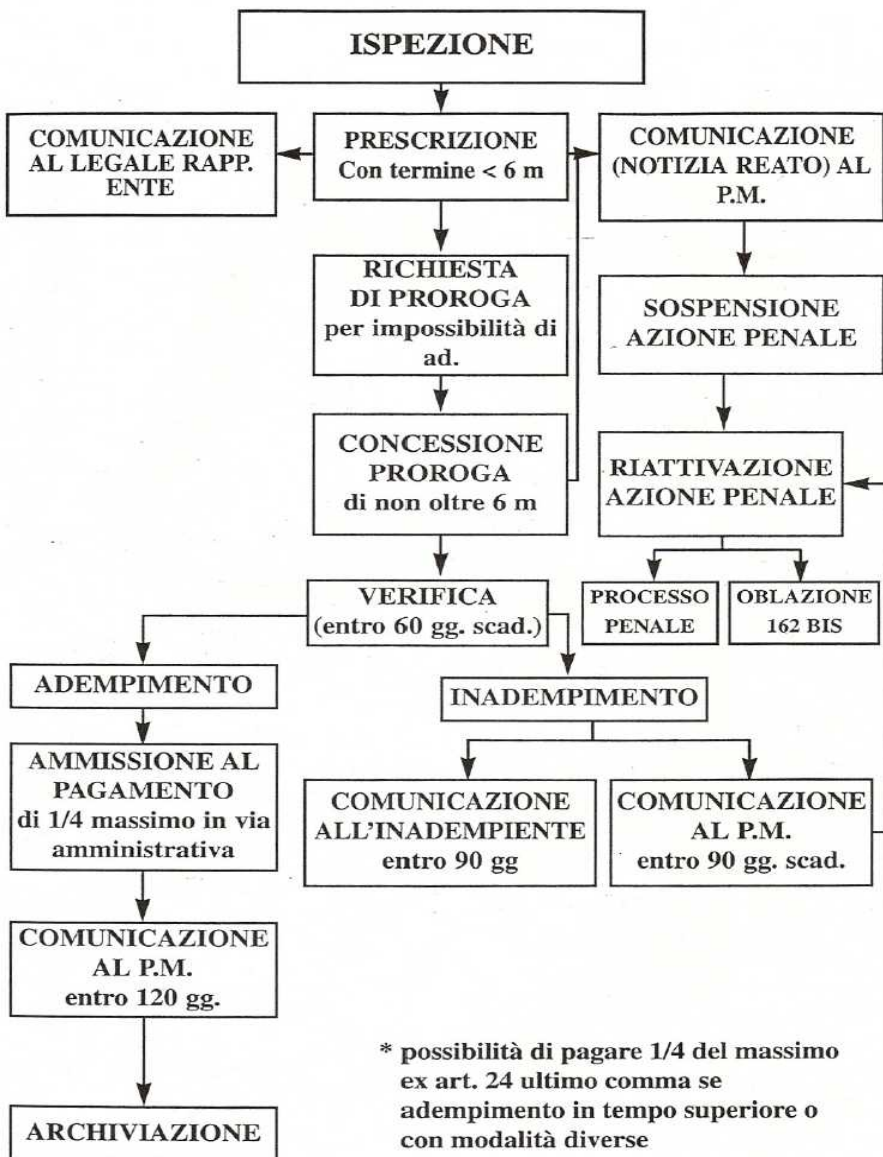 ISPEZIONE
COMUNICAZIONE
AL LEGALE RAPP.
ENTE
PRESCRIZIONE
Con termine < 6 m
COMUNICAZIONE
(NOTIZIA REATO) AL
P.M.
RICHIESTA
DI PROROGA
per impossibilità di
ad.
SOSPENSIONE
AZIONE PENALE
CONCESSIONE
PROROGA
di non oltre 6 m
RIATTIVAZIONE
AZIONE PENALE
VERIFICA
(entro 60 gg. scad.)
PROCESSO
PENALE
OBLAZIONE
162 BIS
ADEMPIMENTO
INADEMPIMENTO
AMMISSIONE AL
PAGAMENTO
di 1/4 massimo in via
amministrativa
COMUNICAZIONE
ALL'INADEMPIENTE
entro 90 gg
COMUNICAZIONE
AL P.M.
entro 90 gg. scad.
COMUNICAZIONE
AL P.M.
entro 120 gg.
ARCHIVIAZIONE
* possibilità di pagare 1/4 del massimo
ex art. 24 ultimo comma se
adempimento in tempo superiore o
con modalità diverse